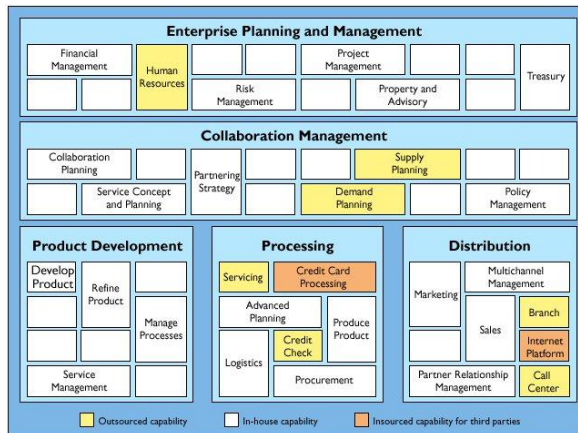 Enterprise Planning and Management
Financial
Management
Human
Resources
Project
Management
Treasury
Risk
Management
Property and
Advisory
Collaboration Management
Collaboration
Planning
Partnering
Strategy
Supply
Planning
Service Concept
and Planning
Demand
Planning
Policy
Management
Product Development
Develop
Product
Refine
Product
Manage
Processes
Service
Management
Processing
Servicing
Credit Card
Processing
Advanced
Planning
Produce
Product
Logistics
Credit
Check
Procurement
Distribution
Marketing
Multichannel
Management
Sales
Branch
Internet
Platform
Partner Relationship
Management
Call
Center
Outsourced capability
In-house capability
Insourced capability for third parties